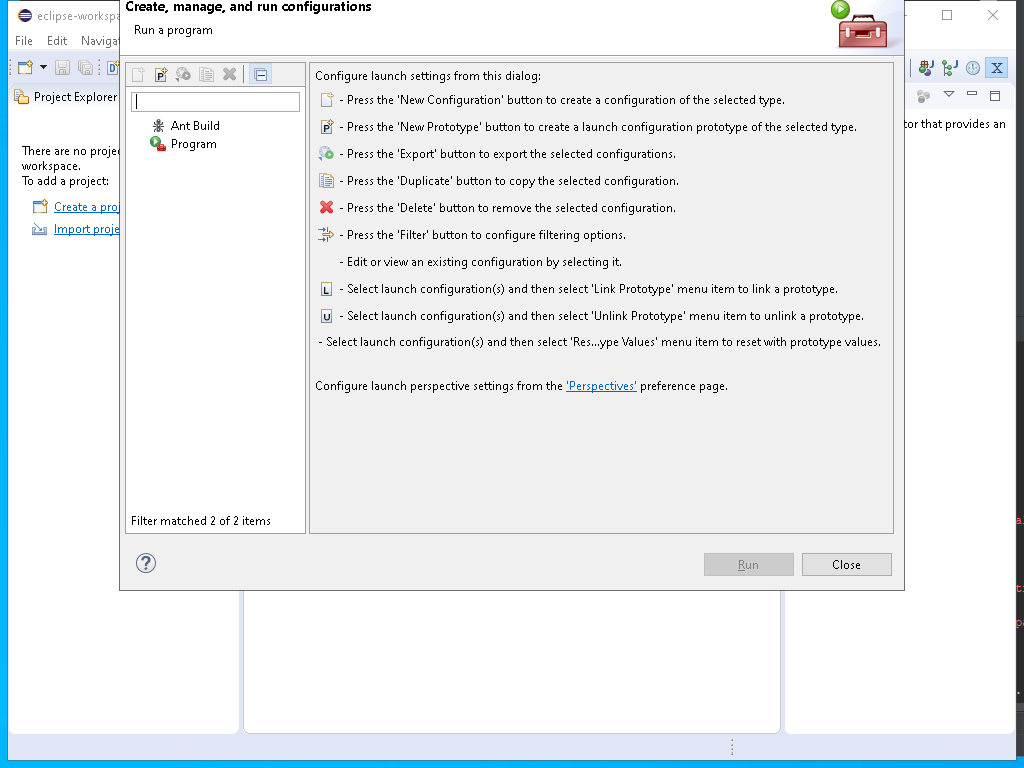 Create, manage, and run configurations
Run a program
eclipse-workspa
File Edit Navigat
Project Explorer
There are no projec
workspace.
To add a project:
Create a proj
Import proje
Ant Build
Program
Filter matched 2 of 2 items
Configure launch settings from this dialog:
- Press the 'New Configuration' button to create a configuration of the selected type.
- Press the 'New Prototype' button to create a launch configuration prototype of the selected type.
- Press the 'Export' button to export the selected configurations.
- Press the 'Duplicate' button to copy the selected configuration.
- Press the 'Delete' button to remove the selected configuration.
- Press the 'Filter' button to configure filtering options.
- Edit or view an existing configuration by selecting it.
- Select launch configuration(s) and then select 'Link Prototype' menu item to link a prototype.
- Select launch configuration(s) and then select 'Unlink Prototype' menu item to unlink a prototype.
- Select launch configuration(s) and then select 'Res...ype Values' menu item to reset with prototype values.
Configure launch perspective settings from the 'Perspectives' preference page.
tor that provides an
Run Close